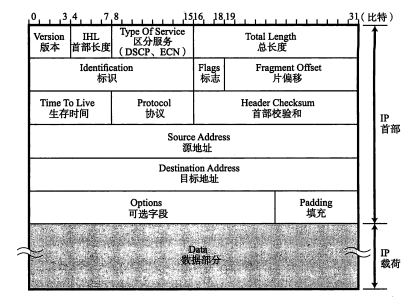 0 3 4 7 8 15 16 18 19 31 (比特)
Version IHL Type Of Service Total Length
版本 首部长度 区分服务 总长度
(DSCP、ECN)
Identification Flags Fragment Offset
标识 标志 片偏移
Time To Live Protocol Header Checksum
生存时间 协议 首部校验和
IP
首部
Source Address
源地址
Destination Address
目标地址
Options Padding
可选字段 填充
Data
数据部分
IP
载荷